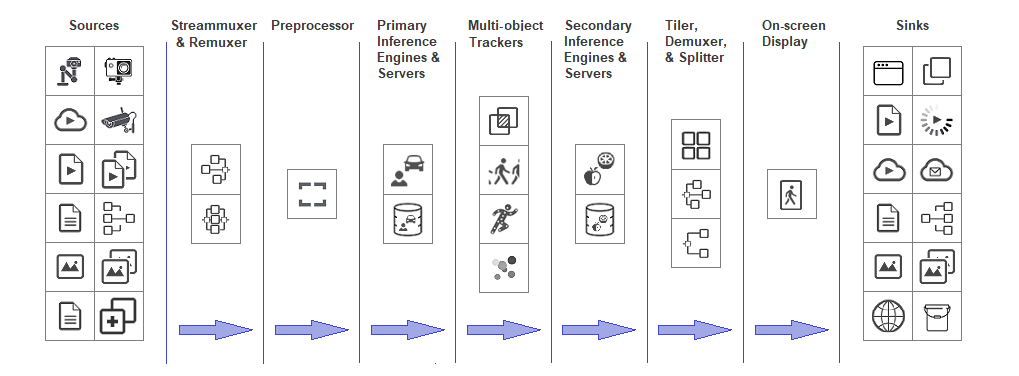 Sources
Streammuxer
& Remuxer
Preprocessor
Primary
Inference
Engines &
Servers
Multi-object
Trackers
Secondary
Inference
Engines &
Servers
Tiler,
Demuxer,
& Splitter
On-screen
Display
Sinks